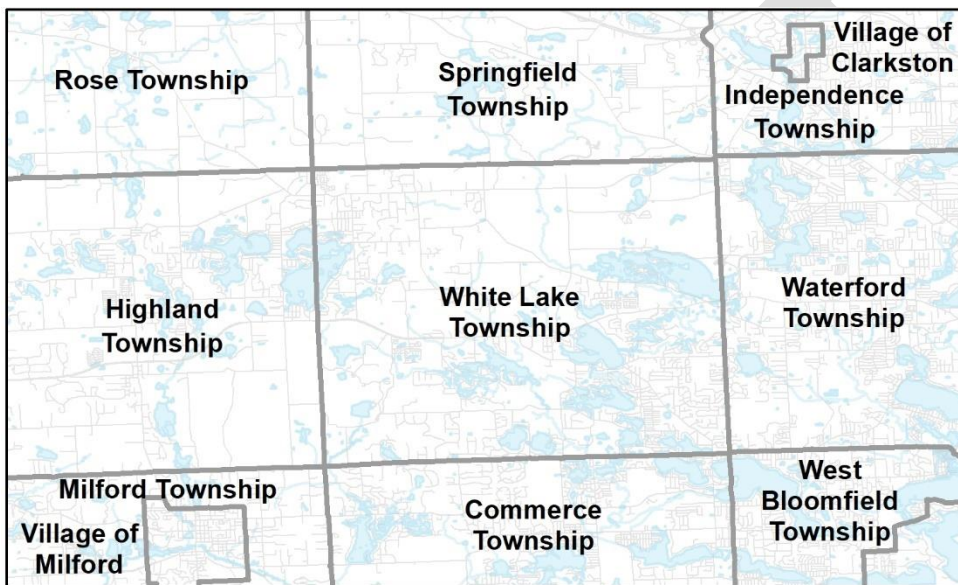 Rose Township
Springfield
Township
Village of
Clarkston
Independence
Township
Highland
Township
White Lake
Township
Waterford
Township
Milford Township
Village of
Milford
Commerce
Township
West
Bloomfield
Township